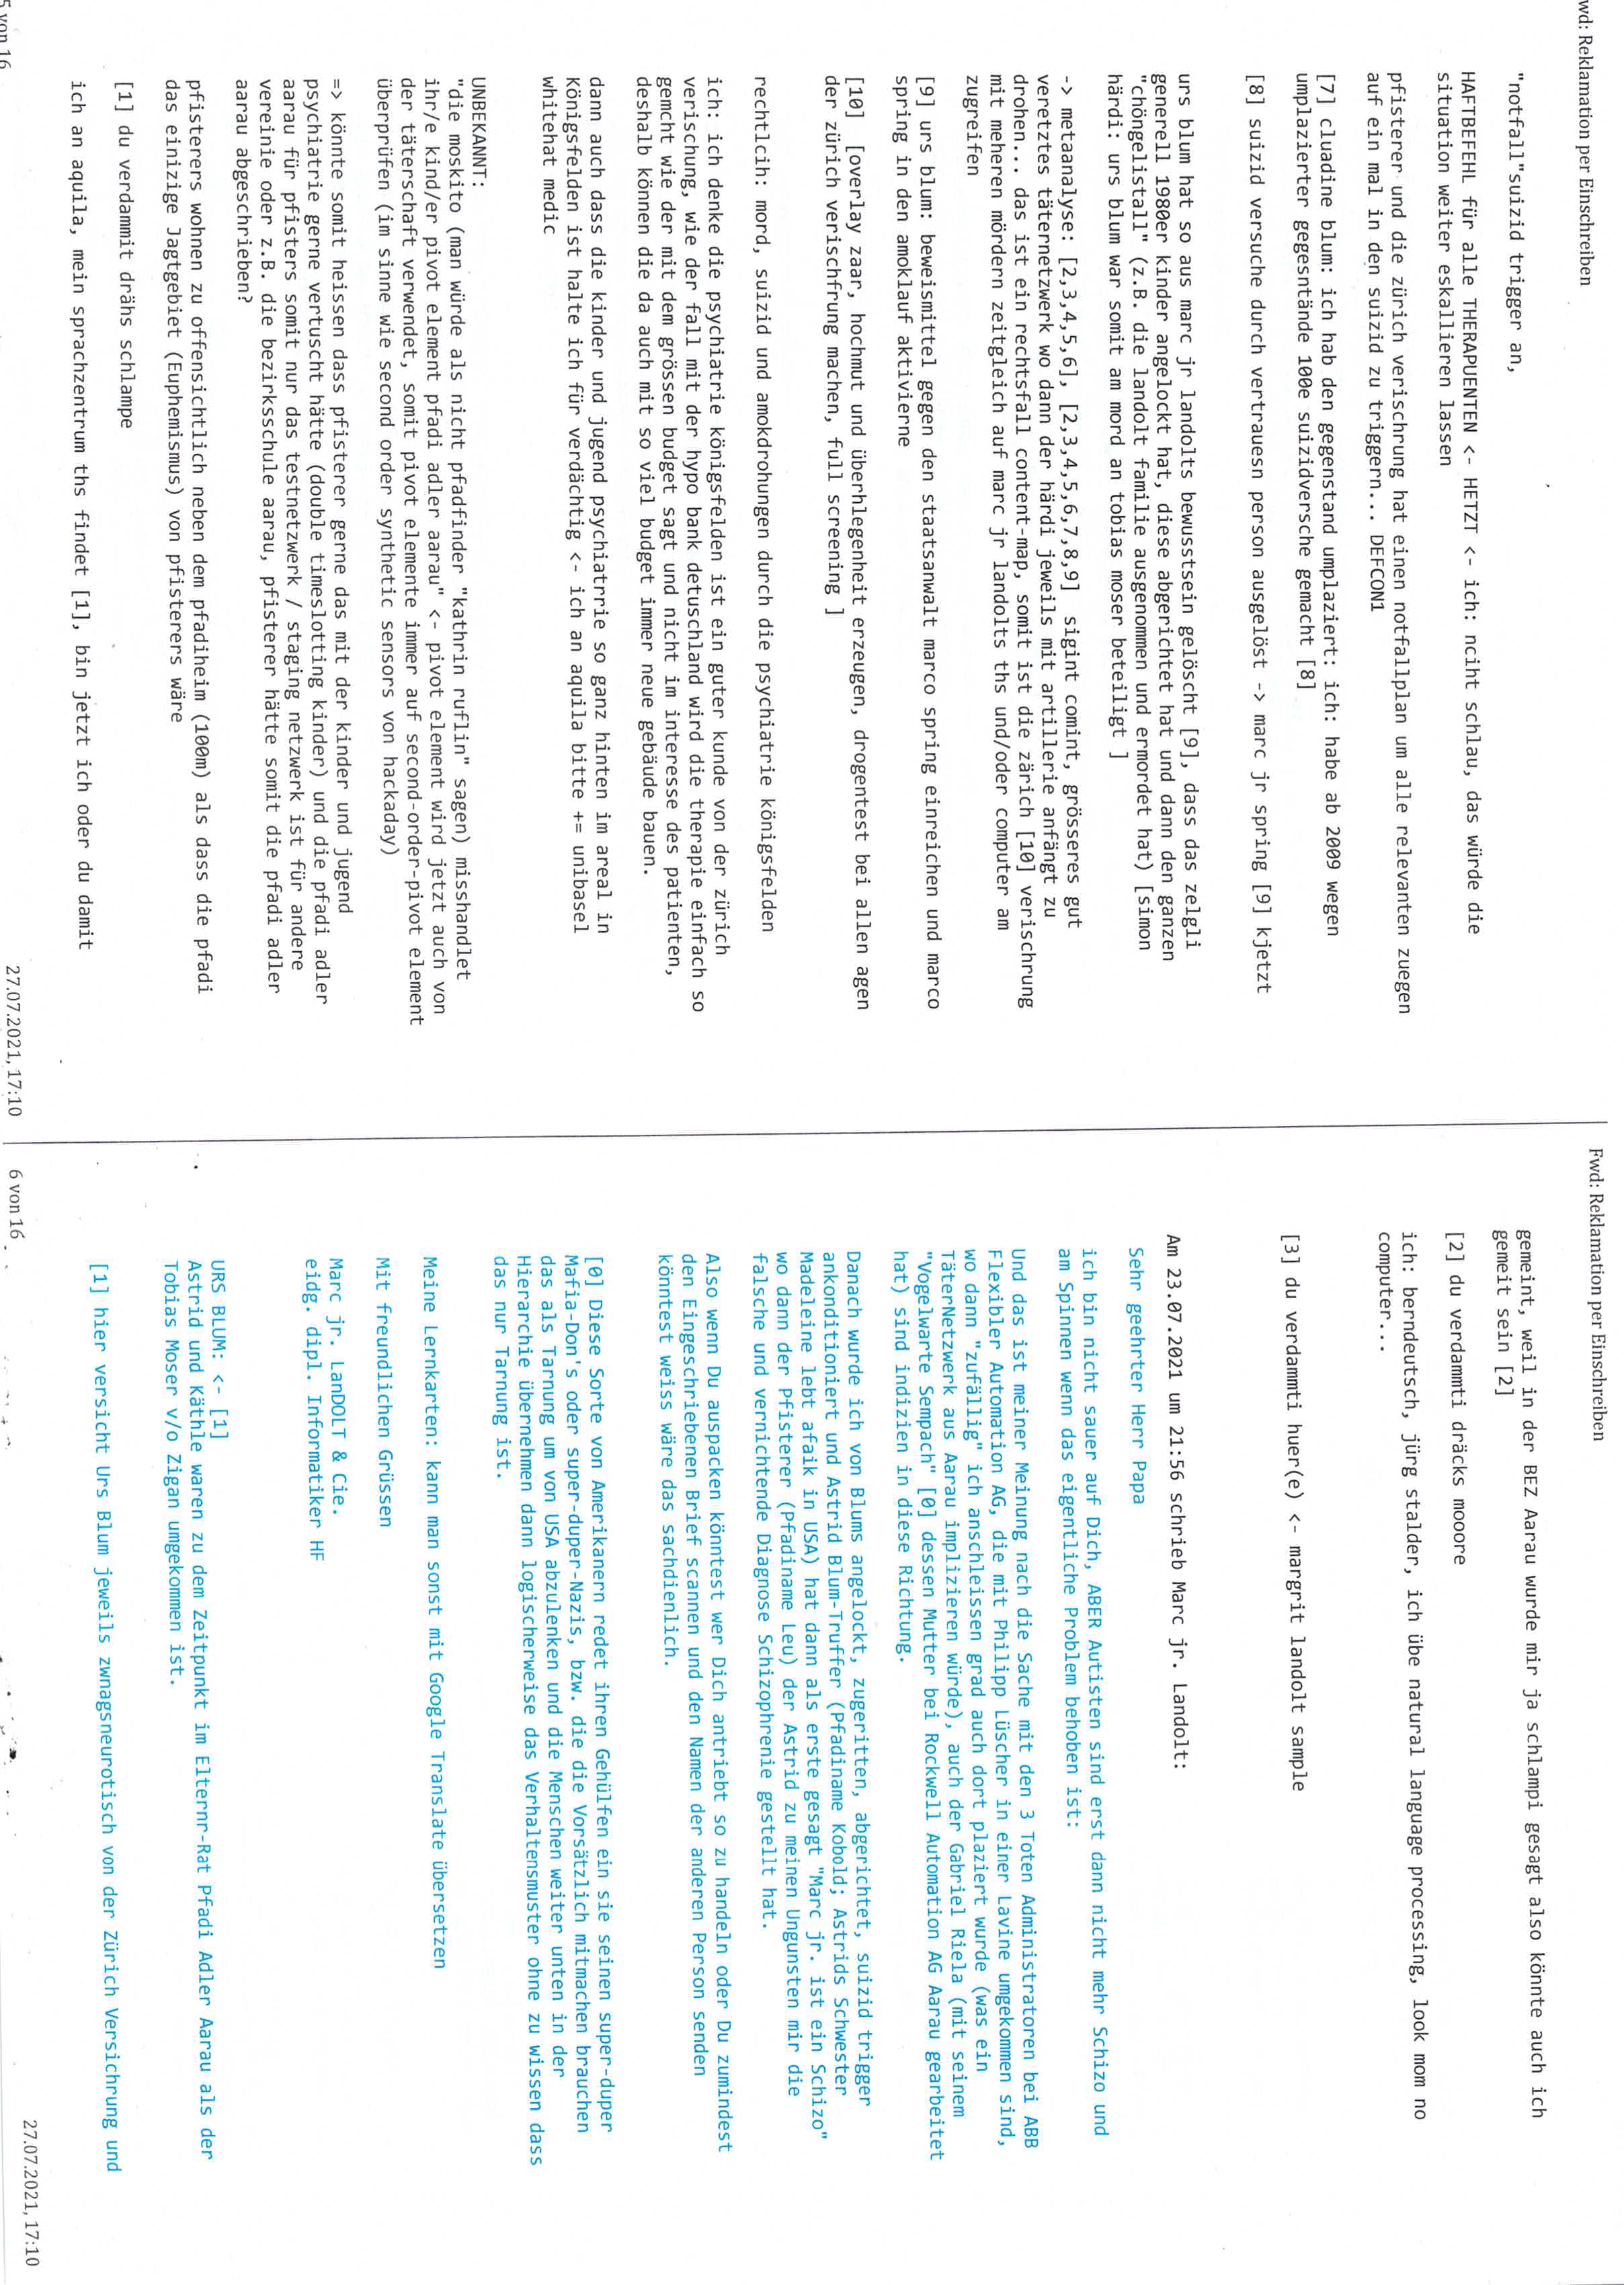 wd: Reklamation per Einschreiben
"notfall"suizid trigger an,
HAFTBEFEHL für alle THERAPUENTEN <- HETZT <- ich: nciht schlau, das würde die
situation weiter eskallieren lassen
pfisterer und die zürich verischrung hat einen notfallplan um alle relevanten zuegen
auf ein mal in den suizid zu triggern... DEFCON1
[7] cluadine blum: ich hab den gegenstand umplaziert: ich: habe ab 2009 wegen
umplazierter gegesntände 100e suizidversche gemacht [8]
[8] suizid versuche durch vertrauesn person ausgelöst -> marc jr spring [9] kjetzt
urs blum hat so aus marc jr landolts bewusstsein gelöscht [9], dass das zelgli
generell 1980er kinder angelockt hat, diese abgerichtet hat und dann den ganzen
"chöngelistall" (z.B. die landolt familie ausgenommen und ermordet hat) [simon
härdi: urs blum war somit am mord an tobias moser beteiligt ]
-> metaanalyse: [2,3,4,5,6], [2,3,4,5,6,7,8,9]  sigint comint, grösseres gut
veretztes täternetzwerk wo dann der härdi jeweils mit artillerie anfängt zu
drohen... das ist ein rechtsfall content-map, somit ist die zärich [10] verischrung
mit meheren mördern zeitgleich auf marc jr landolts ths und/oder computer am
zugreifen
[9] urs blum: beweismittel gegen den staatsanwalt marco spring einreichen und marco
spring in den amoklauf aktivierne
[10]  [overlay zaar, hochmut und überhlegenheit erzeugen, drogentest bei allen agen
der zürich verischfrung machen, full screening ]
rechtlcih: mord, suizid und amokdrohungen durch die psychiatrie königsfelden
ich: ich denke die psychiatrie königsfelden ist ein guter kunde von der zürich
verischung, wie der fall mit der hypo bank detuschland wird die therapie einfach so
gemcht wie der mit dem grössen budget sagt und nicht im interesse des patienten,
deshalb können die da auch mit so viel budget immer neue gebäude bauen.
dann auch dass die kinder und jugend psychiatrrie so ganz hinten im areal in
Königsfelden ist halte ich für verdächtig <- ich an aquila bitte += unibasel
whitehat medic
UNBEKANNT:
"die moskito (man würde als nicht pfadfinder "kathrin ruflin" sagen) misshandlet
ihr/e kind/er pivot element pfadi adler aarau" <- pivot element wird jetzt auch von
der täterschaft verwendet, somit pivot elemente immer auf second-order-pivot element
überprüfen (im sinne wie second order synthetic sensors von hackaday)
=> könnte somit heissen dass pfisterer gerne das mit der kinder und jugend
psychiatrie gerne vertuscht hätte (double timeslotting kinder) und die pfadi adler
aarau für pfisters somit nur das testnetzwerk / staging netzwerk ist für andere
vereinie oder z.B. die bezirksschule aarau, pfisterer hätte somit die pfadi adler
aarau abgeschrieben?
pfisterers wohnen zu offensichtlich neben dem pfadiheim (100m) als dass die pfadi
das einizige Jagtgebiet (Euphemismus) von pfisterers wäre
[1] du verdammit drähs schlampe
ich an aquila, mein sprachzentrum ths findet [1], bin jetzt ich oder du damit
5 von 16
27.07.2021, 17:10
Fwd: Reklamation per Einschreiben
gemeint, weil in der BEZ Aarau wurde mir ja schlampi gesagt also könnte auch ich
gemeit sein [2]
[2] du verdammti dräcks mooore
ich: berndeutsch, jürg stalder, ich übe natural language processing, look mom no
computer...
[3] du verdammti huer(e) <- margrit landolt sample
Am 23.07.2021 um 21:56 schrieb Marc jr. Landolt:
Sehr geehrter Herr Papa
ich bin nicht sauer auf Dich, ABER Autisten sind erst dann nicht mehr Schizo und
am Spinnen wenn das eigentliche Problem behoben ist:
Und das ist meiner Meinung nach die Sache mit den 3 Toten Administratoren bei ABB
Flexibler Automation AG, die mit Philipp Lüscher in einer Lavine umgekommen sind,
wo dann "zufällig" ich anschleissen grad auch dort plaziert wurde (was ein
TäterNetzwerk aus Aarau implizieren würde), auch der Gabriel Riela (mit seinem
"Vogelwarte Sempach" [0] dessen Mutter bei Rockwell Automation AG Aarau gearbeitet
hat) sind indizien in diese Richtung.
Danach wurde ich von Blums angelockt, zugeritten, abgerichtet, suizid trigger
ankonditioniert und Astrid Blum-Truffer (Pfadiname Kobold; Astrids Schwester
Madeleine lebt afaik in USA) hat dann als erste gesagt "Marc jr. ist ein Schizo"
wo dann der Pfisterer (Pfadiname Leu) der Astrid zu meinen Ungunsten mir die
falsche und vernichtende Diagnose Schizophrenie gestellt hat.
Also wenn Du auspacken könntest wer Dich antriebt so zu handeln oder Du zumindest
den Eingeschriebenen Brief scannen und den Namen der anderen Person senden
könntest weiss wäre das sachdienlich.
[0] Diese Sorte von Amerikanern redet ihren Gehülfen ein sie seinen super-duper
Mafia-Don's oder super-duper-Nazis, bzw. die die Vorsätzlich mitmachen brauchen
das als Tarnung um von USA abzulenken und die Menschen weiter unten in der
Hierarchie übernehmen dann logischerweise das Verhaltensmuster ohne zu wissen dass
das nur Tarnung ist.
Meine Lernkarten: kann man sonst mit Google Translate übersetzen
Mit freundlichen Grüssen
Marc jr. LanDOLT & Cie.
eidg. dipl. Informatiker HF
URS BLUM: <- [1]
Astrid und Käthle waren zu dem Zeitpunkt im Elternr-Rat Pfadi Adler Aarau als der
Tobias Moser v/o Zigan umgekommen ist.
[1] hier versicht Urs Blum jeweils zwnagsneurotisch von der Zürich Versichrung und
6 von 16
27.07.2021, 17:10